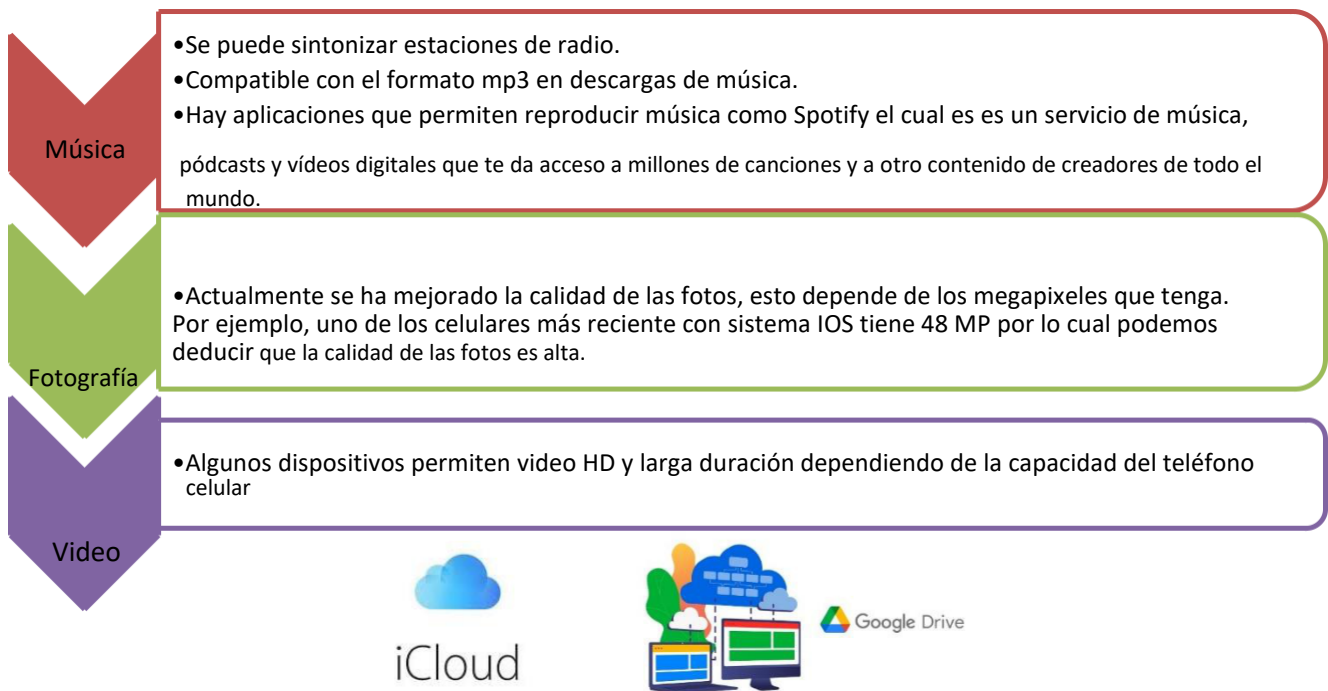 Música
•Se puede sintonizar estaciones de radio.
•Compatible con el formato mp3 en descargas de música.
•Hay aplicaciones que permiten reproducir música como Spotify el cual es es un servicio de música,
pódcasts y vídeos digitales que te da acceso a millones de canciones y a otro contenido de creadores de todo el
mundo.
Fotografía
•Actualmente se ha mejorado la calidad de las fotos, esto depende de los megapixeles que tenga.
Por ejemplo, uno de los celulares más reciente con sistema IOS tiene 48 MP por lo cual podemos
deducir que la calidad de las fotos es alta.
Video
•Algunos dispositivos permiten video HD y larga duración dependiendo de la capacidad del teléfono
celular
iCloud
Google Drive